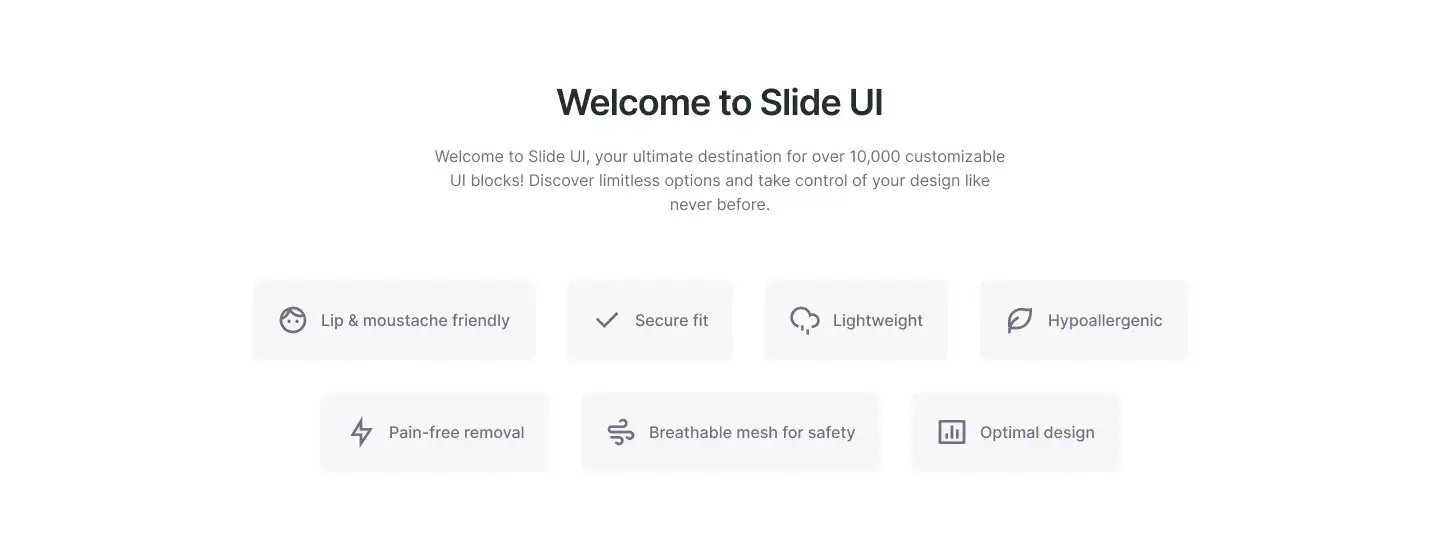 Welcome to Slide UI
Welcome to Slide UI, your ultimate destination for over 10,000 customizable
UI blocks! Discover limitless options and take control of your design like
never before.
Lip & moustache friendly
Secure fit
Lightweight
Hypoallergenic
Pain-free removal
Breathable mesh for safety
Optimal design